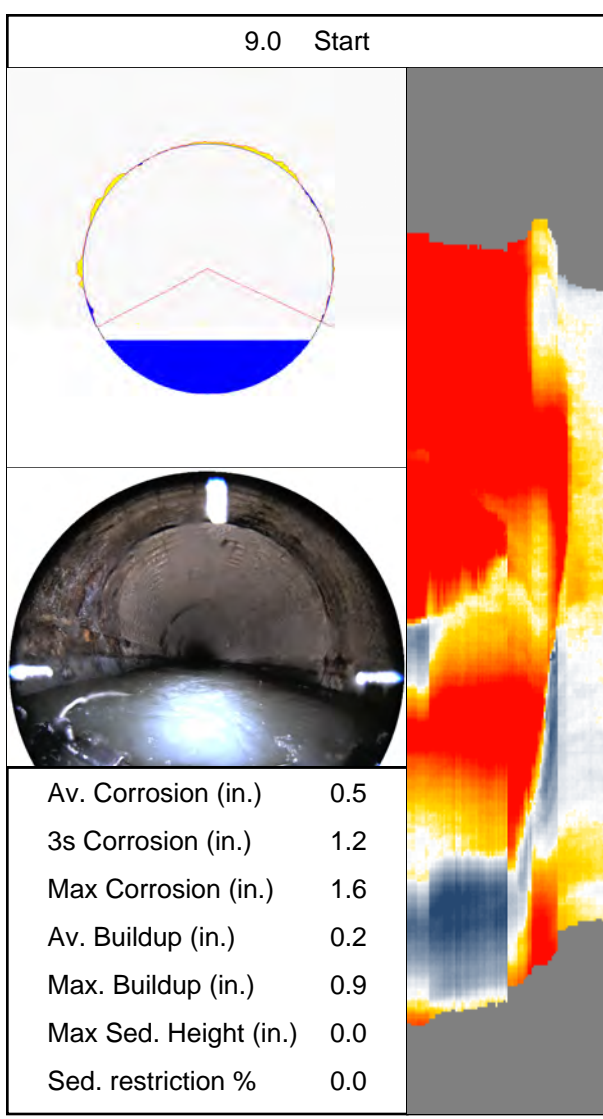 9.0 Start
Av. Corrosion (in.) 0.5
3s Corrosion (in.) 1.2
Max Corrosion (in.) 1.6
Av. Buildup (in.) 0.2
Max. Buildup (in.) 0.9
Max Sed. Height (in.) 0.0
Sed. restriction % 0.0